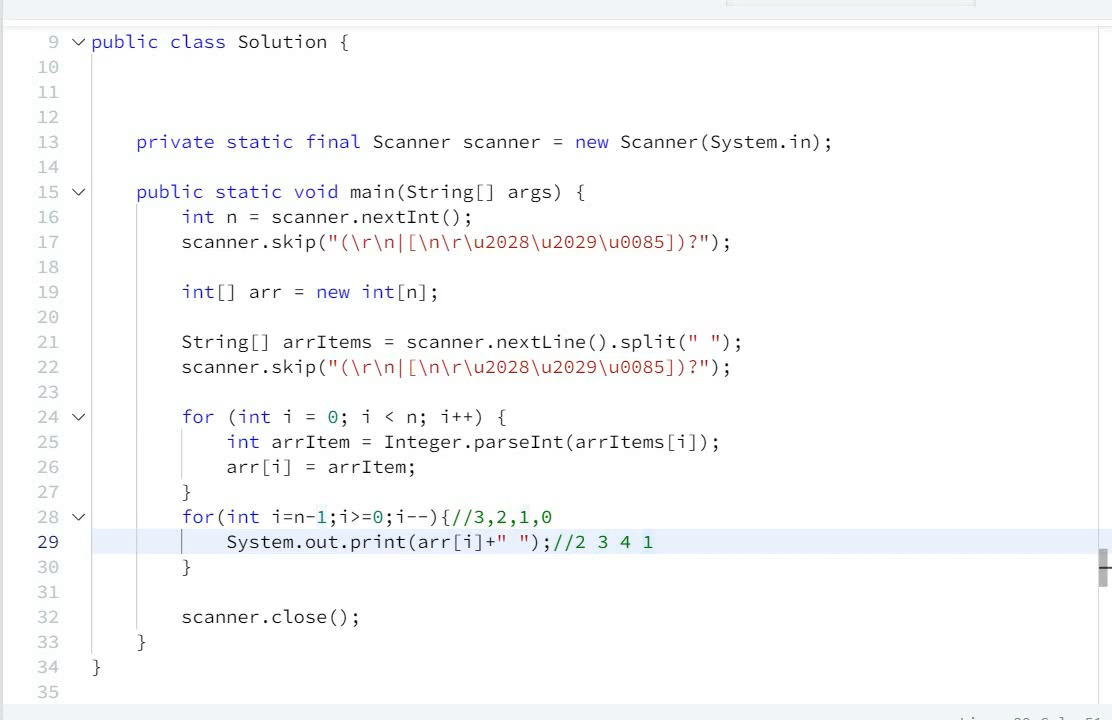 9 public class Solution {
10
11
12
13 private static final Scanner scanner = new Scanner(System.in);
14
15 public static void main(String[] args) {
16 int n = scanner.nextInt();
17 scanner.skip("(\r\n|[\n\r\u2028\u2029\u0085])?");
18
19 int[] arr = new int[n];
20
21 String[] arrItems = scanner.nextLine().split(" ");
22 scanner.skip("(\r\n|[\n\r\u2028\u2029\u0085])?");
23
24 for (int i = 0; i < n; i++) {
25 int arrItem = Integer.parseInt(arrItems[i]);
26 arr[i] = arrItem;
27 }
28 for(int i=n-1;i>=0;i--){//3,2,1,0
29 System.out.print(arr[i]+" ");//2 3 4 1
30 }
31
32 scanner.close();
33 }
34 }
35